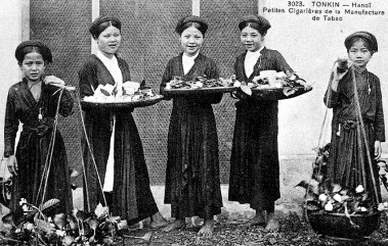 3023. TONKIN — Hanoï
Petites Cigarières de la Manufacture
de Tabac